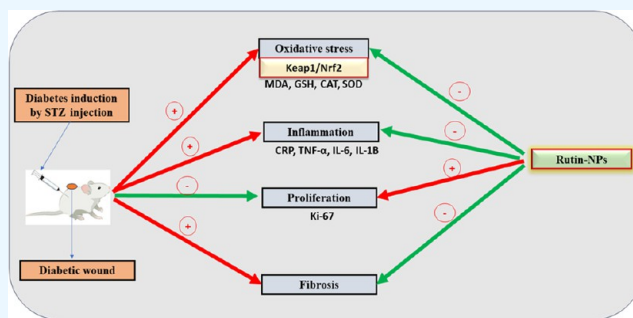 Diabetes induction
by STZ injection
Diabetic wound
+
+
-
+
Oxidative stress
Keap1/Nrf2
MDA, GSH, CAT, SOD
Inflammation
CRP, TNF-α, IL-6, IL-1B
Proliferation
Ki-67
Fibrosis
-
-
+
-
Rutin-NPs